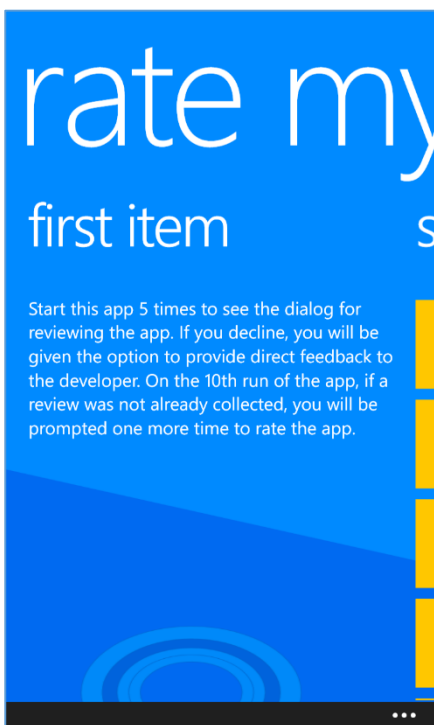 rate my
first item
s
Start this app 5 times to see the dialog for
reviewing the app. If you decline, you will be
given the option to provide direct feedback to
the developer. On the 10th run of the app, if a
review was not already collected, you will be
prompted one more time to rate the app.